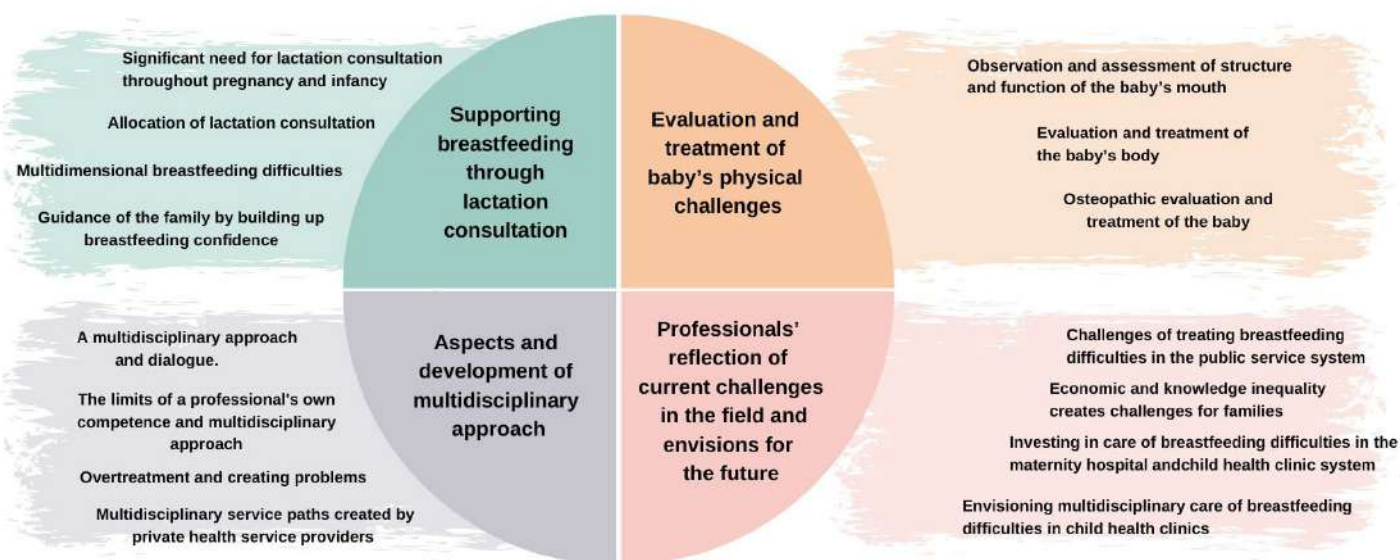 Significant need for lactation consultation
throughout pregnancy and infancy
Allocation of lactation consultation
Multidimensional breastfeeding difficulties
Guidance of the family by building up
breastfeeding confidence
Supporting
breastfeeding
through
lactation
consultation
Evaluation and
treatment of
baby's physical
challenges
Observation and assessment of structure
and function of the baby's mouth
Evaluation and treatment of
the baby's body
Osteopathic evaluation and
treatment of the baby
A multidisciplinary approach
and dialogue.
The limits of a professional's own
competence and multidisciplinary
approach
Overtreatment and creating problems
Multidisciplinary service paths created by
private health service providers
Aspects and
development of
multidisciplinary
approach
Professionals'
reflection of
current challenges
in the field and
envisions for
the future
Challenges of treating breastfeeding
difficulties in the public service system
Economic and knowledge inequality
creates challenges for families
Investing in care of breastfeeding difficulties in the
maternity hospital andchild health clinic system
Envisioning multidisciplinary care of breastfeeding
difficulties in child health clinics